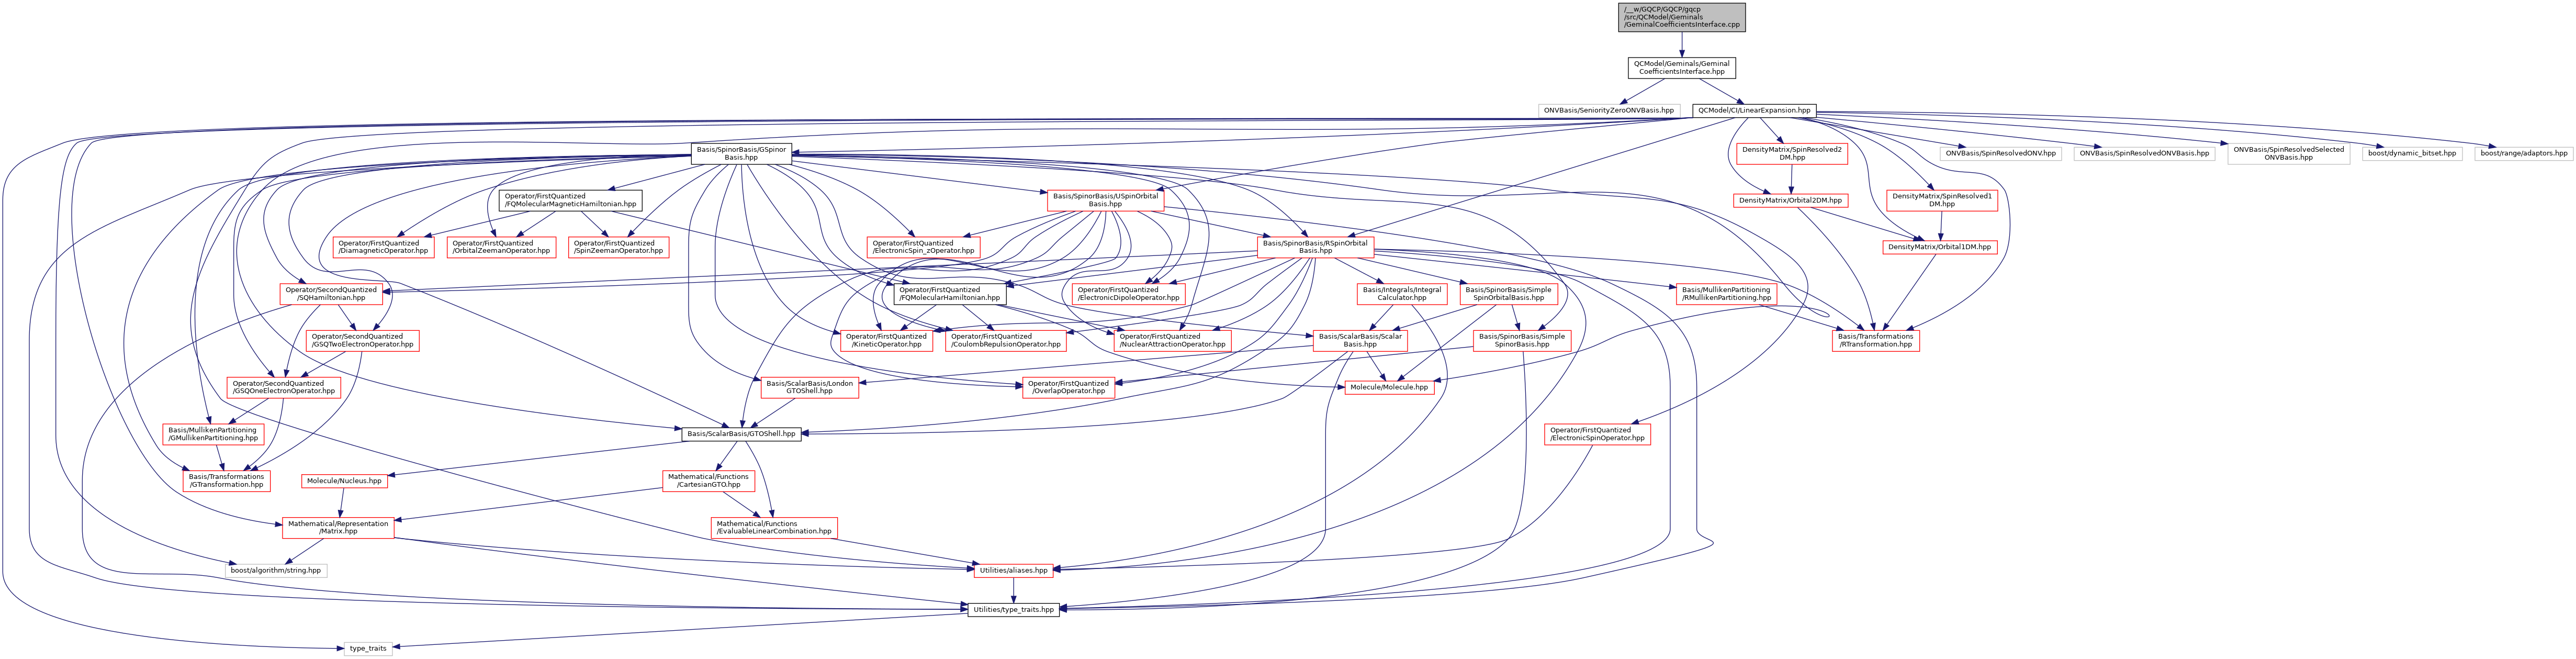 /__w/GQCP/GQCP/gqcp
/src/QCModel/Geminals
/GeminalCoefficientsInterface.cpp
QCModel/Geminals/Geminal
CoefficientsInterface.hpp
ONVBasis/SeniorityZeroONVBasis.hpp
QCModel/CI/LinearExpansion.hpp
Basis/SpinorBasis/GSpinor
Basis.hpp
DensityMatrix/SpinResolved2
DM.hpp
ONVBasis/SpinResolvedONV.hpp
ONVBasis/SpinResolvedONVBasis.hpp
ONVBasis/SpinResolvedSelected
ONVBasis.hpp
boost/dynamic_bitset.hpp
boost/range/adaptors.hpp
Operator/FirstQuantized
/FQMolecularMagneticHamiltonian.hpp
Basis/SpinorBasis/USpinOrbital
Basis.hpp
DensityMatrix/Orbital2DM.hpp
DensityMatrix/SpinResolved1
DM.hpp
Operator/FirstQuantized
/DiamagneticOperator.hpp
Operator/FirstQuantized
/OrbitalZeemanOperator.hpp
Operator/FirstQuantized
/SpinZeemanOperator.hpp
Operator/FirstQuantized
/ElectronicSpin_zOperator.hpp
Basis/SpinorBasis/RSpinOrbital
Basis.hpp
DensityMatrix/Orbital1DM.hpp
Operator/SecondQuantized
/SQHamiltonian.hpp
Operator/FirstQuantized
/FQMolecularHamiltonian.hpp
Operator/FirstQuantized
/ElectronicDipoleOperator.hpp
Basis/Integrals/Integral
Calculator.hpp
Basis/SpinorBasis/Simple
SpinOrbitalBasis.hpp
Basis/MullikenPartitioning
/RMullikenPartitioning.hpp
Operator/SecondQuantized
/GSQTwoElectronOperator.hpp
Operator/FirstQuantized
/KineticOperator.hpp
Operator/FirstQuantized
/CoulombRepulsionOperator.hpp
Operator/FirstQuantized
/NuclearAttractionOperator.hpp
Basis/ScalarBasis/Scalar
Basis.hpp
Basis/SpinorBasis/Simple
SpinorBasis.hpp
Basis/Transformations
/RTransformation.hpp
Operator/SecondQuantized
/GSQOneElectronOperator.hpp
Basis/ScalarBasis/London
GTOShell.hpp
Operator/FirstQuantized
/OverlapOperator.hpp
Molecule/Molecule.hpp
Basis/MullikenPartitioning
/GMullikenPartitioning.hpp
Basis/ScalarBasis/GTOShell.hpp
Operator/FirstQuantized
/ElectronicSpinOperator.hpp
Basis/Transformations
/GTransformation.hpp
Molecule/Nucleus.hpp
Mathematical/Functions
/CartesianGTO.hpp
Mathematical/Representation
/Matrix.hpp
Mathematical/Functions
/EvaluableLinearCombination.hpp
boost/algorithm/string.hpp
Utilities/aliases.hpp
Utilities/type_traits.hpp
type_traits